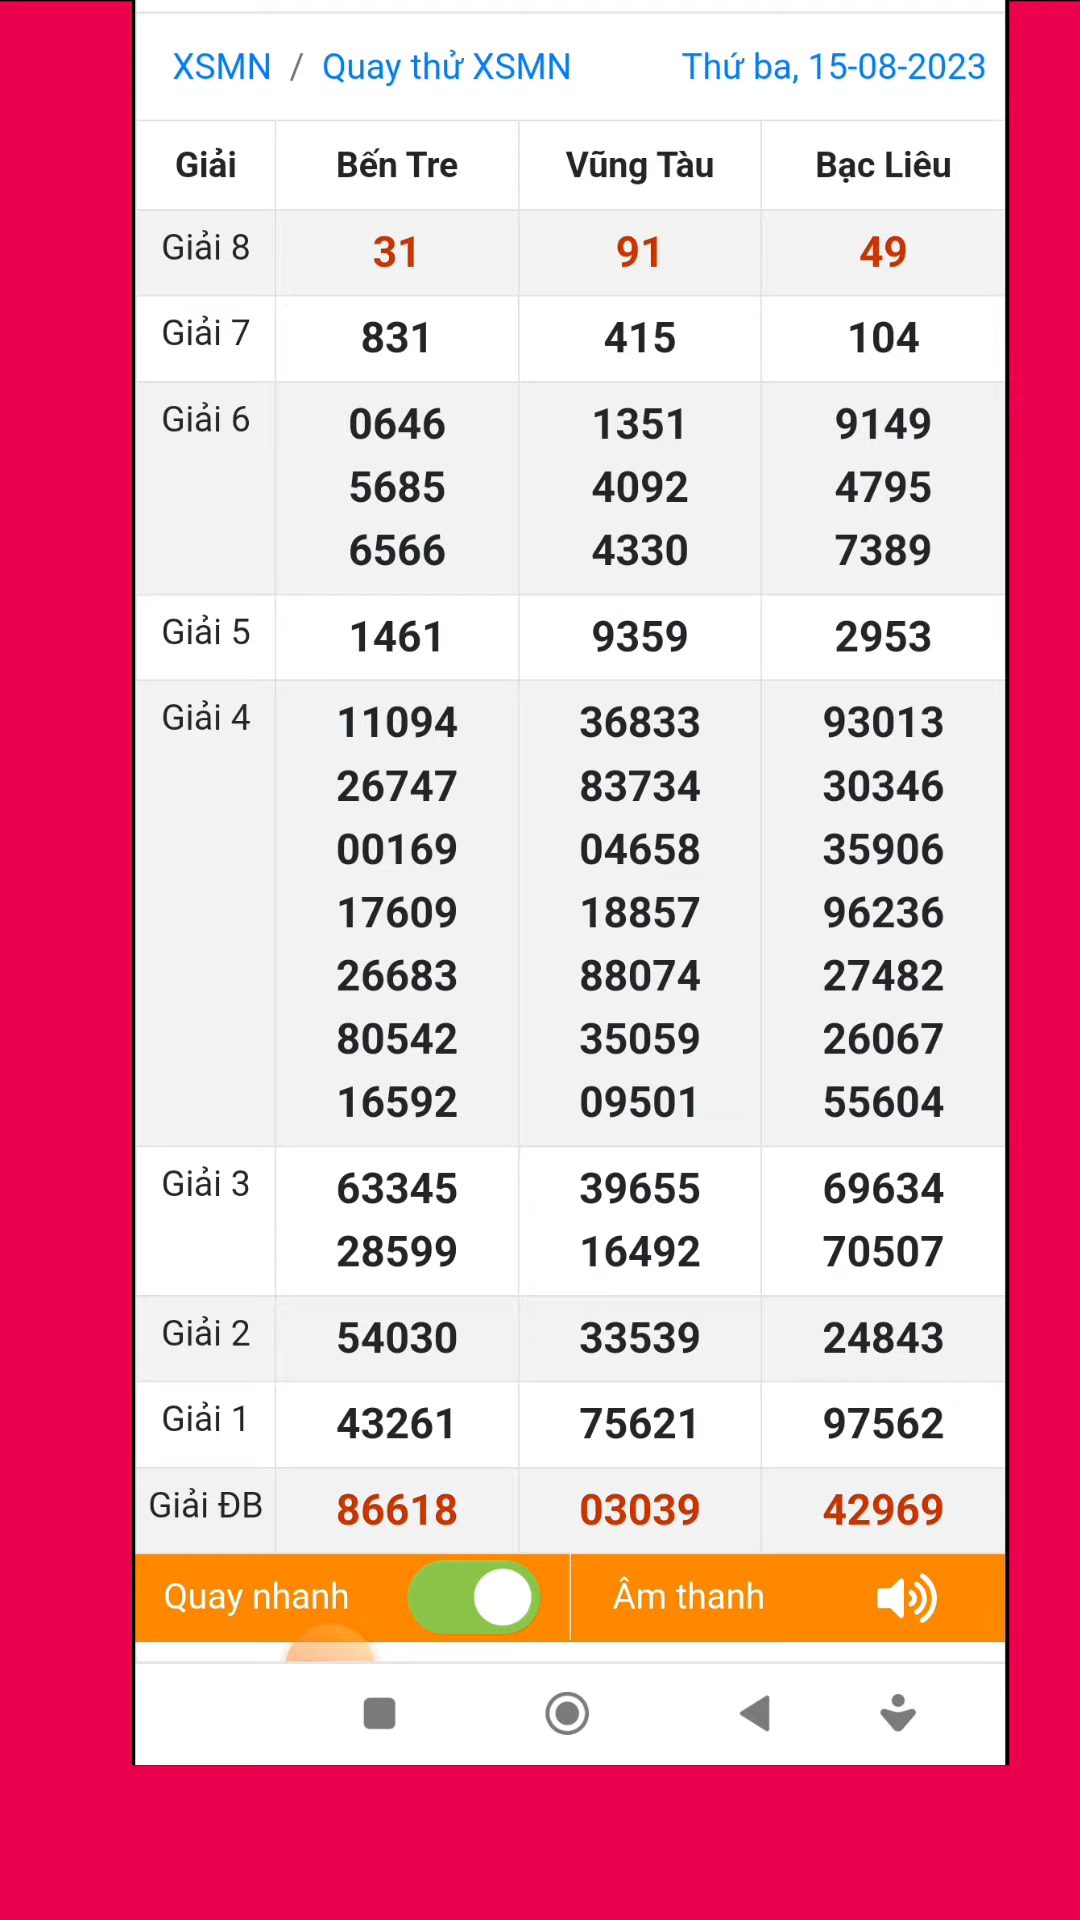 XSMN / Quay thử XSMN Thứ ba, 15-08-2023
Giải Bến Tre Vũng Tàu Bạc Liêu
Giải 8 31 91 49
Giải 7 831 415 104
Giải 6 0646 1351 9149
5685 4092 4795
6566 4330 7389
Giải 5 1461 9359 2953
Giải 4 11094 36833 93013
26747 83734 30346
00169 04658 35906
17609 18857 96236
26683 88074 27482
80542 35059 26067
16592 09501 55604
Giải 3 63345 39655 69634
28599 16492 70507
Giải 2 54030 33539 24843
Giải 1 43261 75621 97562
Giải ĐB 86618 03039 42969
Quay nhanh Âm thanh